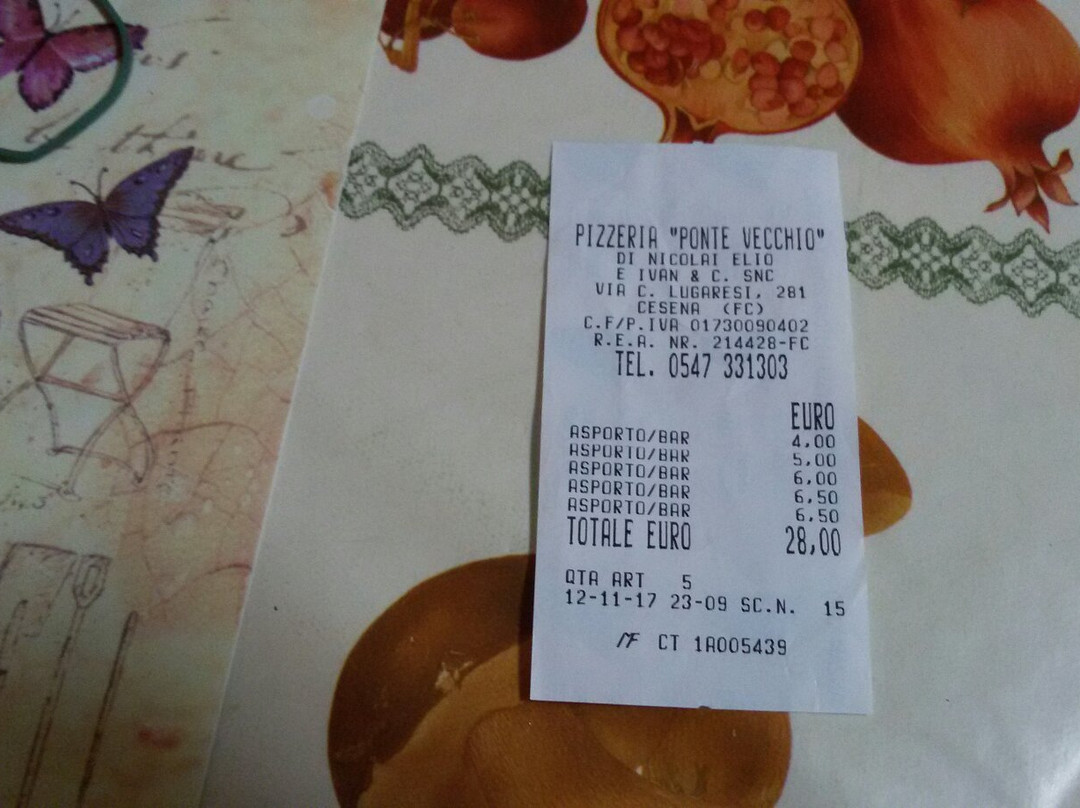 PIZZERIA "PONTE VECCHIO"
DI NICOLAI ELIO
E IVAN & C. SNC
VIA C. LUGARESI, 281
CESENA (FC)
C.F/P.IVA 01730090402
R.E.A. NR. 214428-FC
TEL. 0547 331303
EURO
ASPORTO/BAR 4,00
ASPORTO/BAR 5,00
ASPORTO/BAR 6,00
ASPORTO/BAR 6,50
ASPORTO/BAR 6,50
TOTALE EURO 28,00
QTA ART 5
12-11-17 23-09 SC.N. 15
MF CT 1A005439